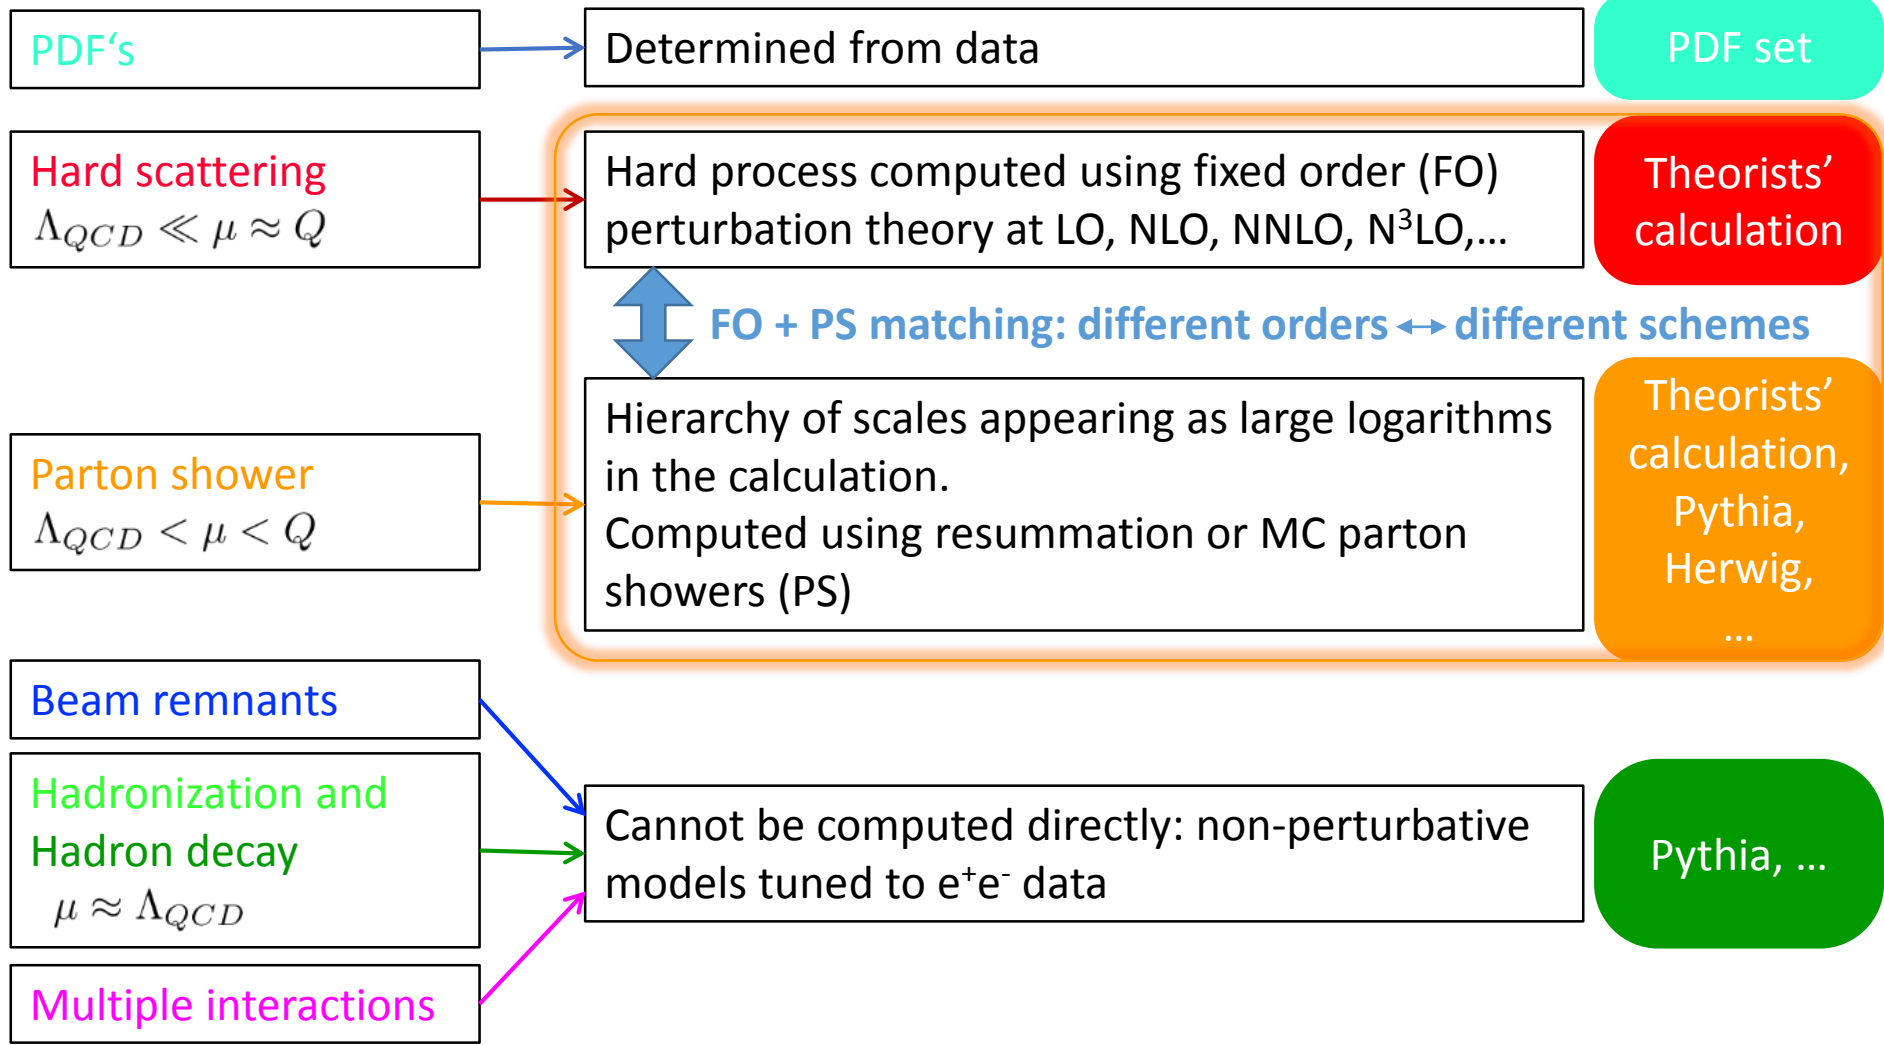 PDF‘s
Determined from data
PDF set
Hard scattering
Λ_QCD ≪ μ ≈ Q
Hard process computed using fixed order (FO)
perturbation theory at LO, NLO, NNLO, N³LO,…
Theorists’
calculation
FO + PS matching: different orders ↔ different schemes
Parton shower
Λ_QCD < μ < Q
Hierarchy of scales appearing as large logarithms
in the calculation.
Computed using resummation or MC parton
showers (PS)
Theorists’
calculation,
Pythia,
Herwig,
…
Beam remnants
Hadronization and
Hadron decay
μ ≈ Λ_QCD
Multiple interactions
Cannot be computed directly: non-perturbative
models tuned to e⁺e⁻ data
Pythia, …